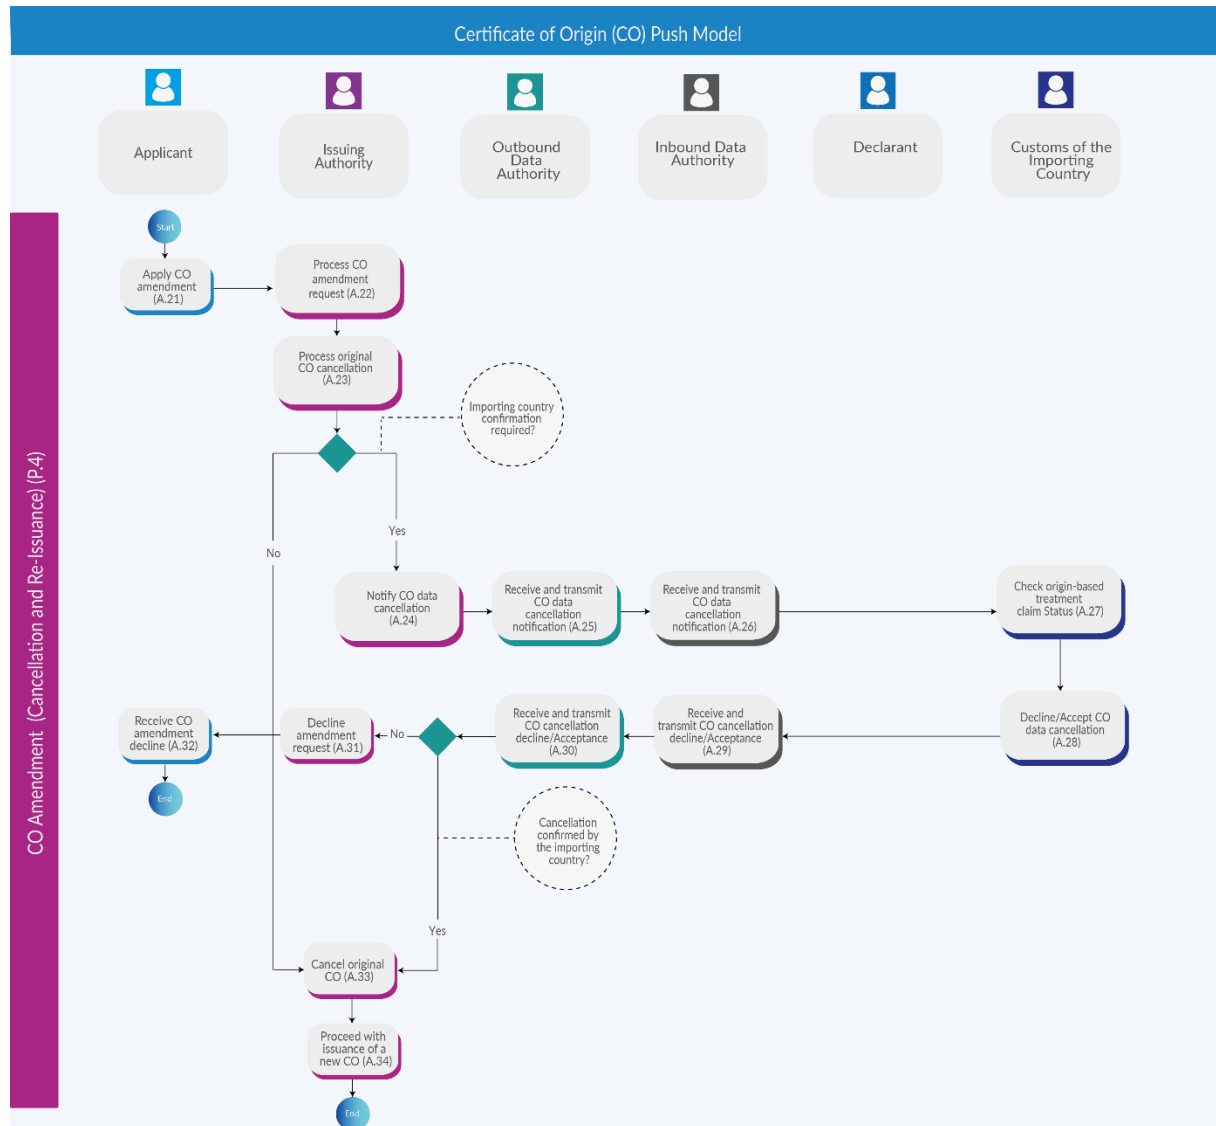 Certificate of Origin (CO) Push Model
Applicant
Issuing
Authority
Outbound
Data
Authority
Inbound Data
Authority
Declarant
Customs of the
Importing
Country
CO Amendment (Cancellation and Re-Issuance) (P.4)
Start
Apply CO
amendment
(A.21)
Process CO
amendment
request (A.22)
Process original
CO cancellation
(A.23)
Importing country
confirmation
required?
Yes
No
Notify CO data
cancellation
(A.24)
Receive and transmit
CO data
cancellation
notification (A.25)
Receive and transmit
CO data
cancellation
notification (A.26)
Check origin-based
treatment
claim Status (A.27)
Receive CO
amendment
decline (A.32)
Decline
amendment
request (A.31)
No
Receive and transmit
CO cancellation
decline/Acceptance
(A.30)
Receive and
transmit CO cancellation
decline/Acceptance
(A.29)
Decline/Accept CO
data cancellation
(A.28)
End
Cancellation
confirmed by
the importing
country?
Yes
Cancel original
CO (A.33)
Proceed with
issuance of a
new CO (A.34)
End